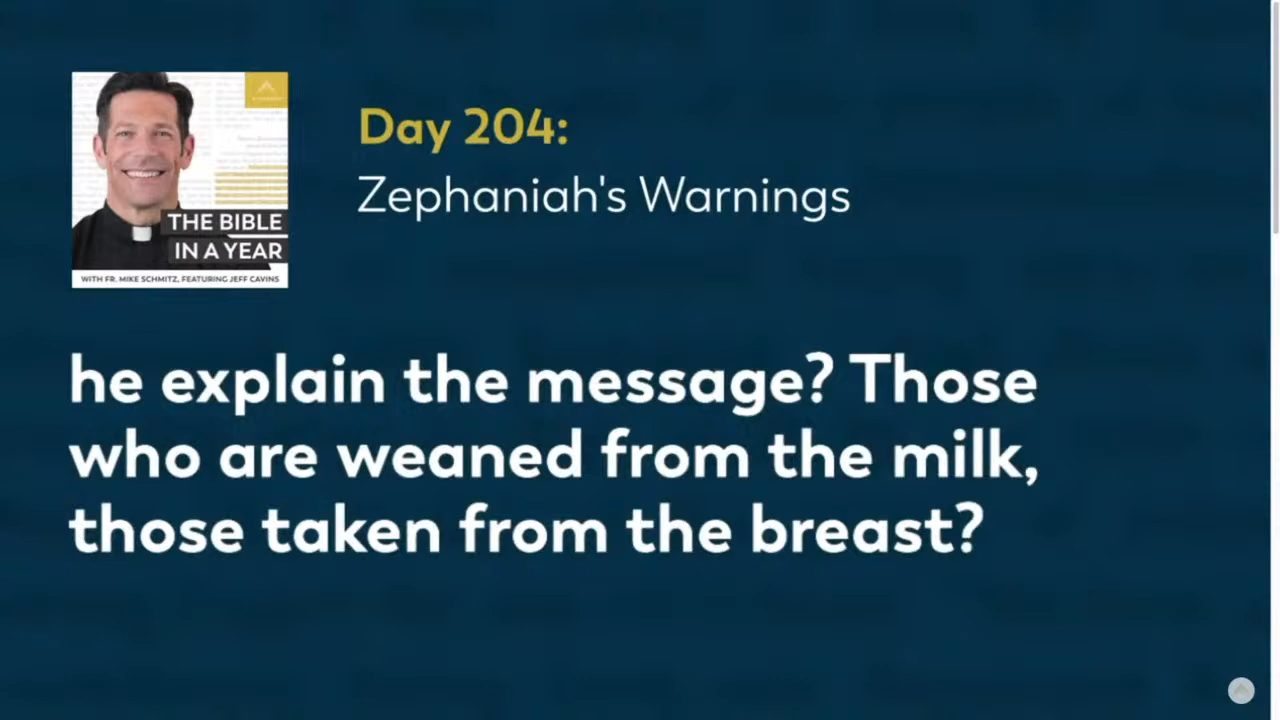 Day 204:
Zephaniah's Warnings
THE BIBLE
IN A YEAR
WITH FR. MIKE SCHMITZ, FEATURING JEFF CAVINS
he explain the message? Those
who are weaned from the milk,
those taken from the breast?